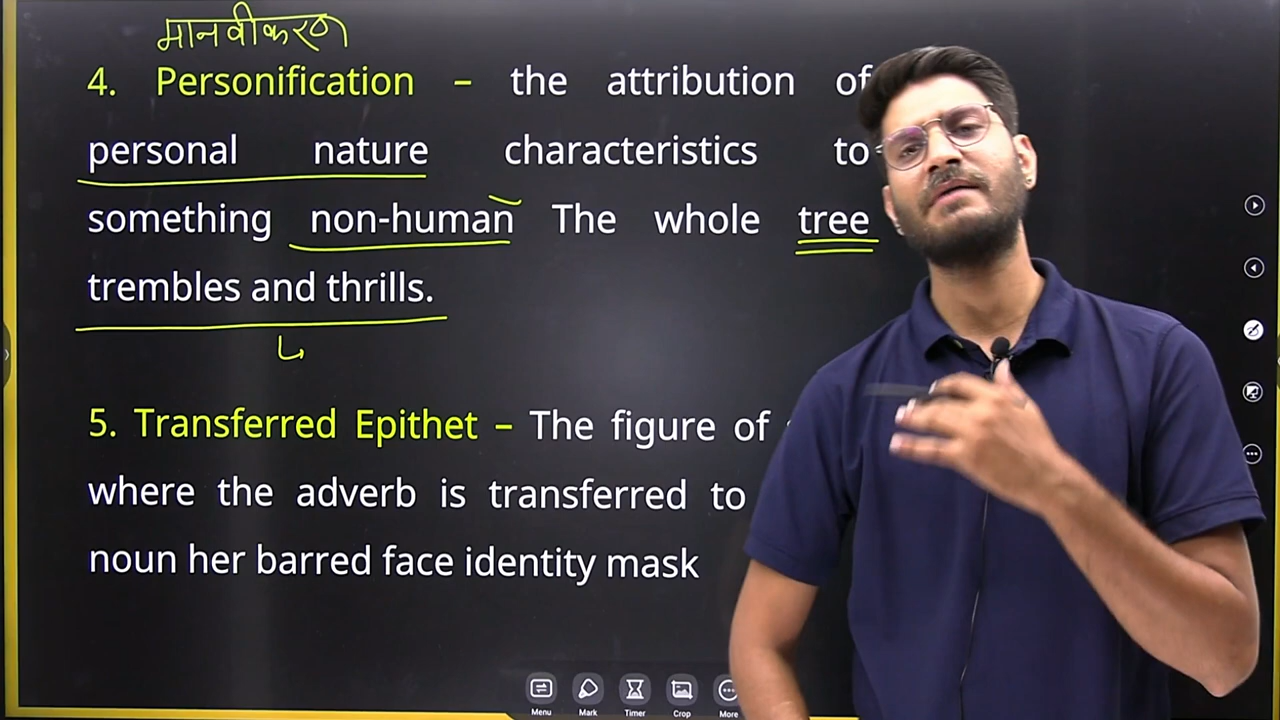 मानवीकरण
4. Personification – the attribution of
personal nature characteristics to
something non-human The whole tree
trembles and thrills.
5. Transferred Epithet – The figure of
where the adverb is transferred to
noun her barred face identity mask
Menu Mark Timer Crop More